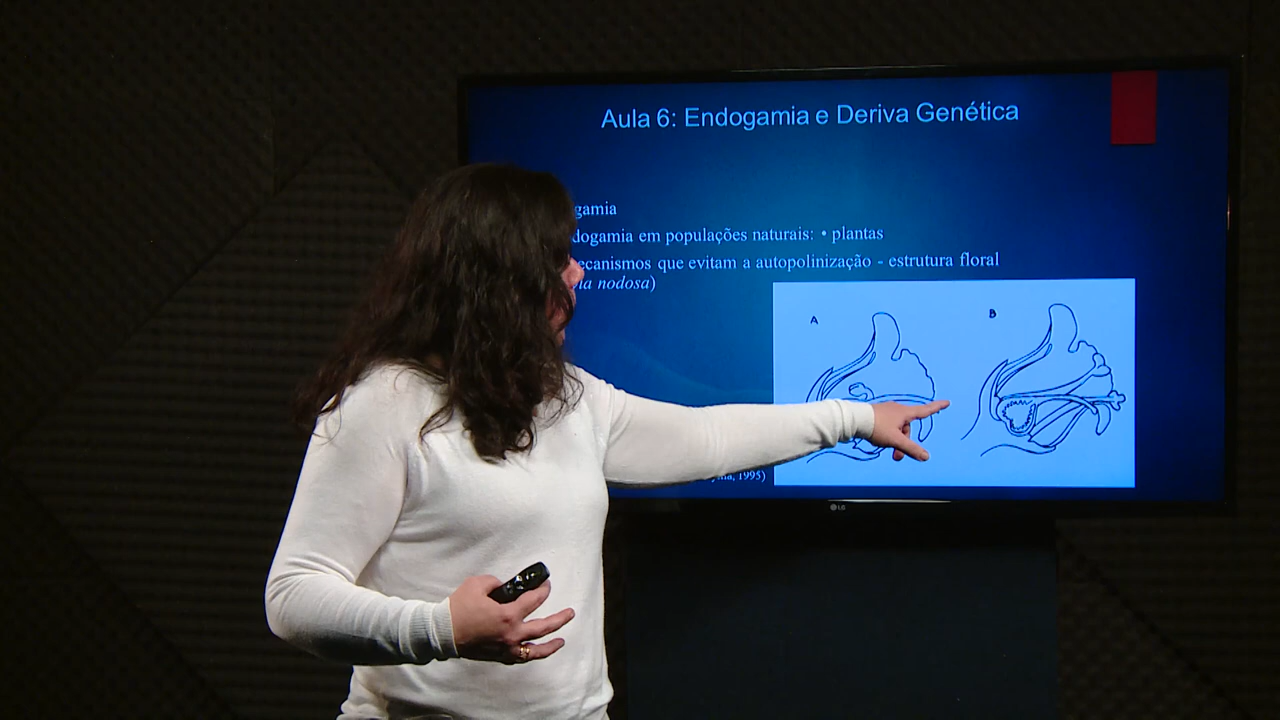 Aula 6: Endogamia e Deriva Genética
gamia
dogamia em populações naturais: • plantas
ecanismos que evitam a autopolinização - estrutura floral
nodosa)
A
B
1995)
LG